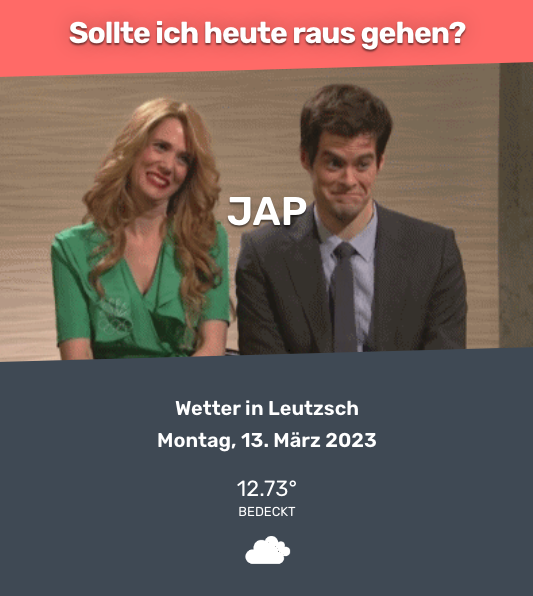 Sollte ich heute raus gehen?
JAP
Wetter in Leutzsch
Montag, 13. März 2023
12.73°
BEDECKT